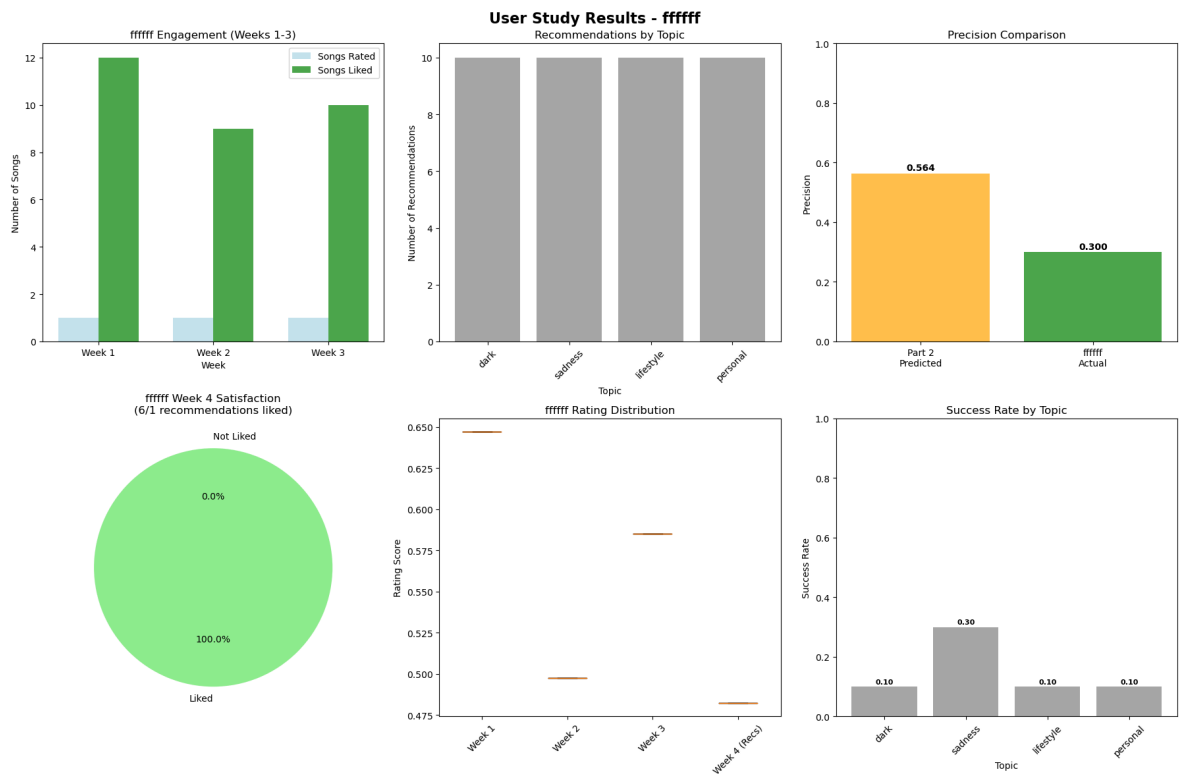 User Study Results - ffffff
ffffff Engagement (Weeks 1-3)
Number of Songs
12
10
8
6
4
2
0
Songs Rated
Songs Liked
Week 1
Week 2
Week 3
Week
Recommendations by Topic
Number of Recommendations
10
8
6
4
2
0
dark
sadness
lifestyle
personal
Topic
Precision Comparison
Precision
1.0
0.8
0.6
0.4
0.2
0.0
0.564
0.300
Part 2
Predicted
ffffff
Actual
ffffff Week 4 Satisfaction
(6/1 recommendations liked)
Not Liked
0.0%
100.0%
Liked
ffffff Rating Distribution
Rating Score
0.650
0.625
0.600
0.575
0.550
0.525
0.500
0.475
Week 1
Week 2
Week 3
Week 4 (Recs)
Success Rate by Topic
Success Rate
1.0
0.8
0.6
0.4
0.2
0.0
0.10
0.30
0.10
0.10
dark
sadness
lifestyle
personal
Topic